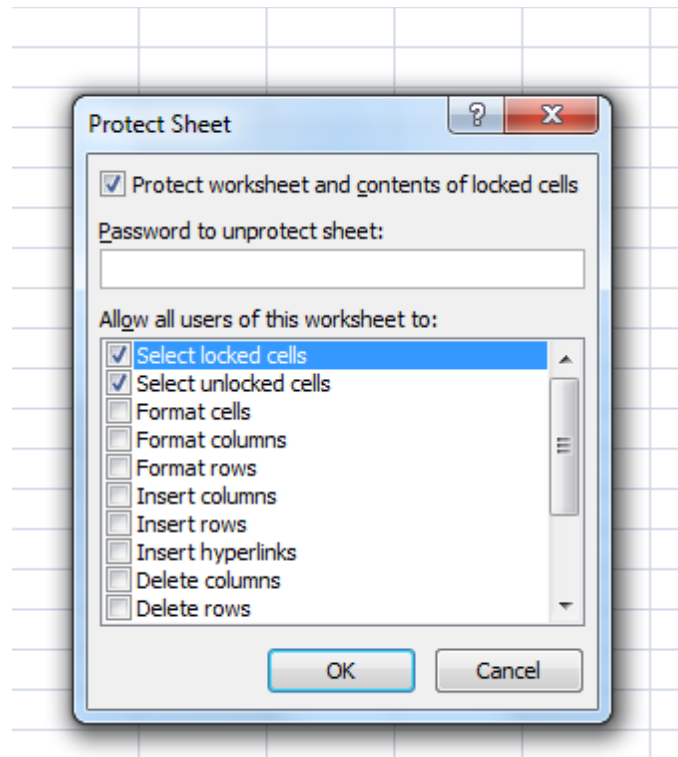 Protect Sheet
Protect worksheet and contents of locked cells
Password to unprotect sheet:
Allow all users of this worksheet to:
Select locked cells
Select unlocked cells
Format cells
Format columns
Format rows
Insert columns
Insert rows
Insert hyperlinks
Delete columns
Delete rows
OK Cancel